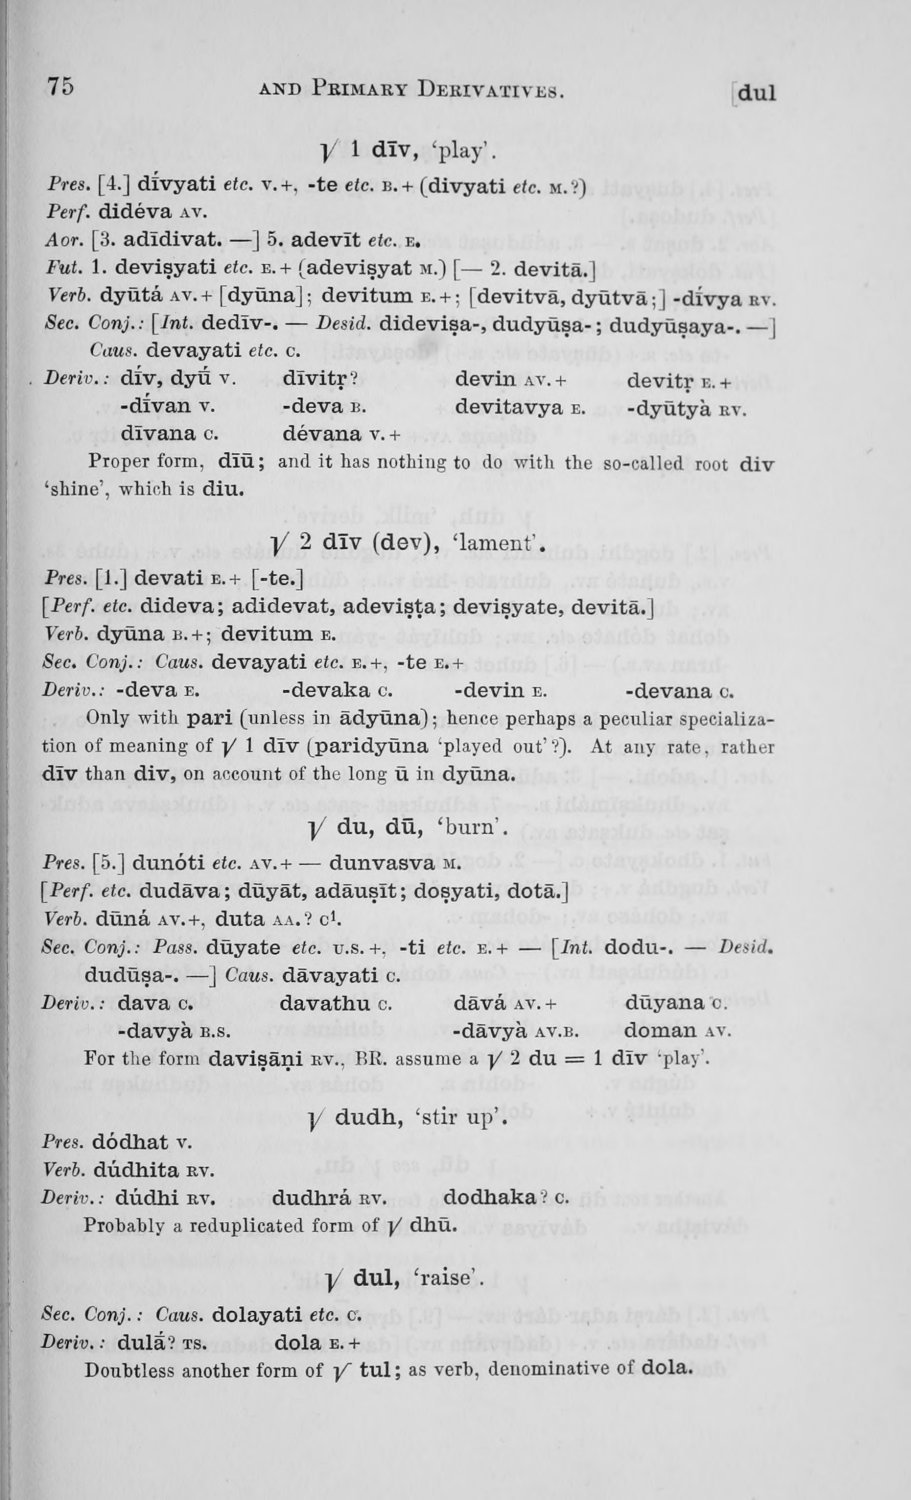 75 AND PRIMARY DERIVATIVES. dul
√ 1 dīv, ‘play’.
Pres. [4.] dī́vyati etc. V.+, -te etc. B.+ (divyati etc. M.?)
Perf. didéva AV.
Aor. [3. adīdivat. —] 5. adevīt etc. E.
Fut. 1. deviṣyati etc. E.+ (adeviṣyat M.) [— 2. devitā.]
Verb. dyūtá AV.+ [dyūna]; devitum E.+; [devitvā, dyūtvā;] -dī́vya RV.
Sec. Conj.: [Int. dedīv-. — Desid. dideviṣa-, dudyūṣa-; dudyūṣaya-. —]
Caus. devayati etc. C.
Deriv.: dī́v, dyū́ V. dīvitṛ? devin AV.+ devitṛ E.+
-dī́van V. -deva B. devitavya E. -dyūtyà RV.
dīvana C. dévana V.+
Proper form, dīū; and it has nothing to do with the so-called root div
‘shine’, which is diu.
√ 2 dīv (dev), ‘lament’.
Pres. [1.] devati E.+ [-te.]
[Perf. etc. dideva; adidevat, adeviṣṭa; deviṣyate, devitā.]
Verb. dyūna B.+; devitum E.
Sec. Conj.: Caus. devayati etc. E.+, -te E.+
Deriv.: -deva E. -devaka C. -devin E. -devana C.
Only with pari (unless in ādyūna); hence perhaps a peculiar specializa-
tion of meaning of √ 1 dīv (paridyūna ‘played out’?). At any rate, rather
dīv than div, on account of the long ū in dyūna.
√ du, dū, ‘burn’.
Pres. [5.] dunóti etc. AV.+ — dunvasva M.
[Perf. etc. dudāva; dūyāt, adāuṣīt; doṣyati, dotā.]
Verb. dūná AV.+, duta AA.? C¹.
Sec. Conj.: Pass. dūyate etc. U.S.+, -ti etc. E.+ — [Int. dodu-. — Desid.
dudūṣa-. —] Caus. dāvayati C.
Deriv.: dava C. davathu C. dāvá AV.+ dūyana C.
-davyà B.S. -dāvyà AV.B. doman AV.
For the form daviṣāṇi RV., BR. assume a √ 2 du = 1 dīv ‘play’.
√ dudh, ‘stir up’.
Pres. dódhat V.
Verb. dúdhita RV.
Deriv.: dúdhi RV. dudhrá RV. dodhaka? C.
Probably a reduplicated form of √ dhū.
√ dul, ‘raise’.
Sec. Conj.: Caus. dolayati etc. C.
Deriv.: dulā́? TS. dola E.+
Doubtless another form of √ tul; as verb, denominative of dola.